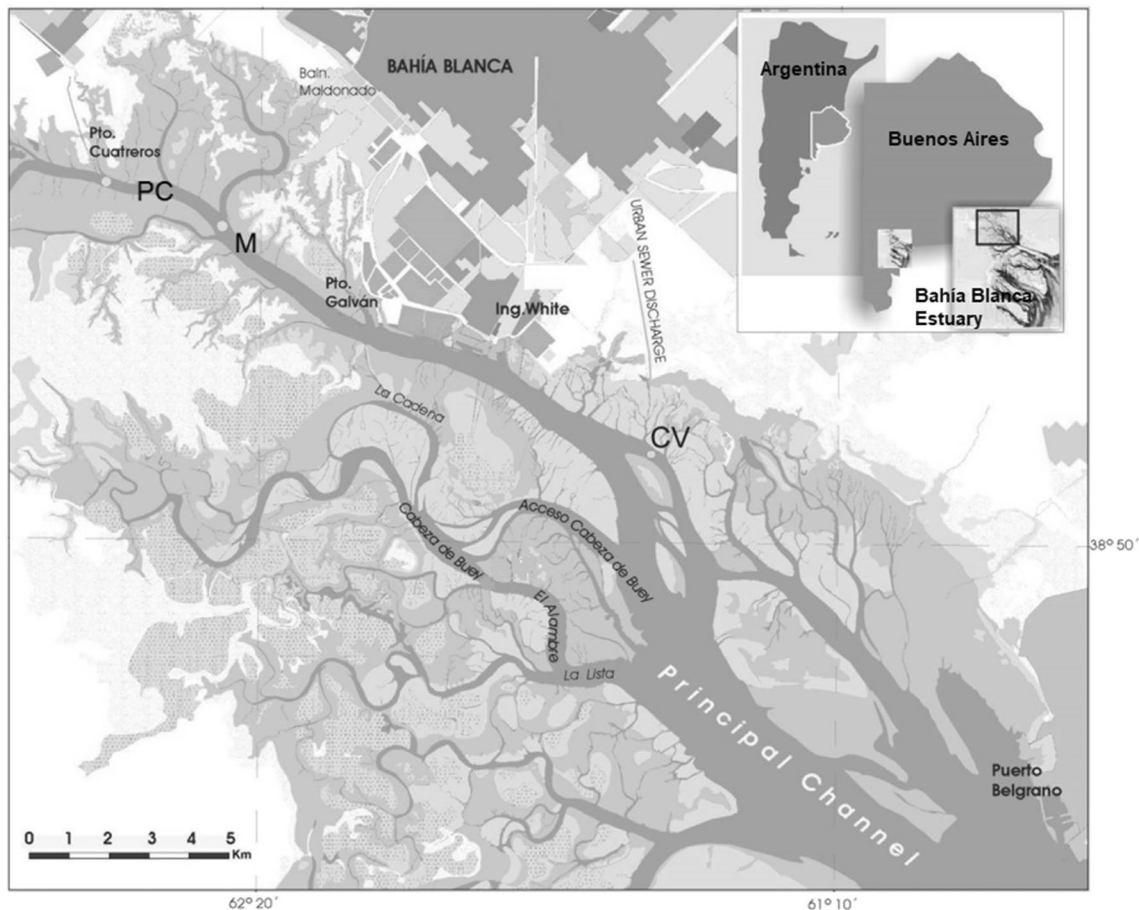 BAHÍA BLANCA
Baln.
Maldonado
Pto.
Cuatreros
PC
M
Pto.
Galván
Ing.White
URBAN SEWER DISCHARGE
CV
La Cadena
Cabeza de Buey
Acceso Cabeza de Buey
El Alambre
La Lista
Principal Channel
Puerto
Belgrano
Argentina
Buenos Aires
Bahía Blanca
Estuary
38° 50´
0 1 2 3 4 5
Km
62° 20´
61° 10´